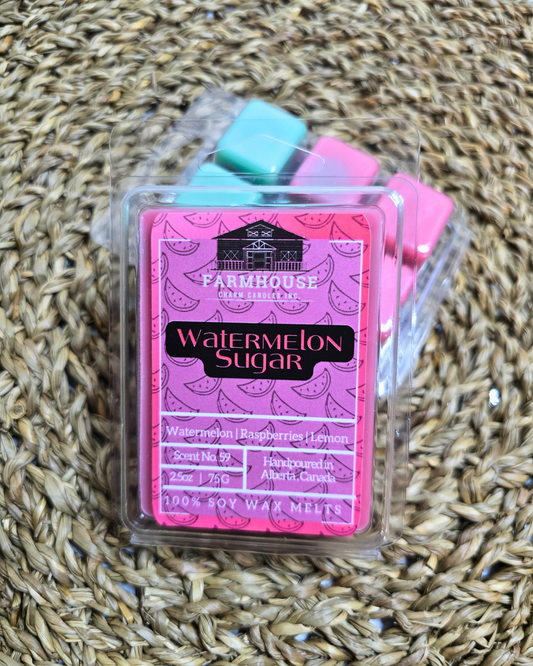 FARMHOUSE
CHARM CANDLES INC.
WATERMELON
SUGAR
Watermelon | Raspberries | Lemon
Scent No. 59
2.5oz | 75G
Handpoured in
Alberta, Canada
100% SOY WAX MELTS